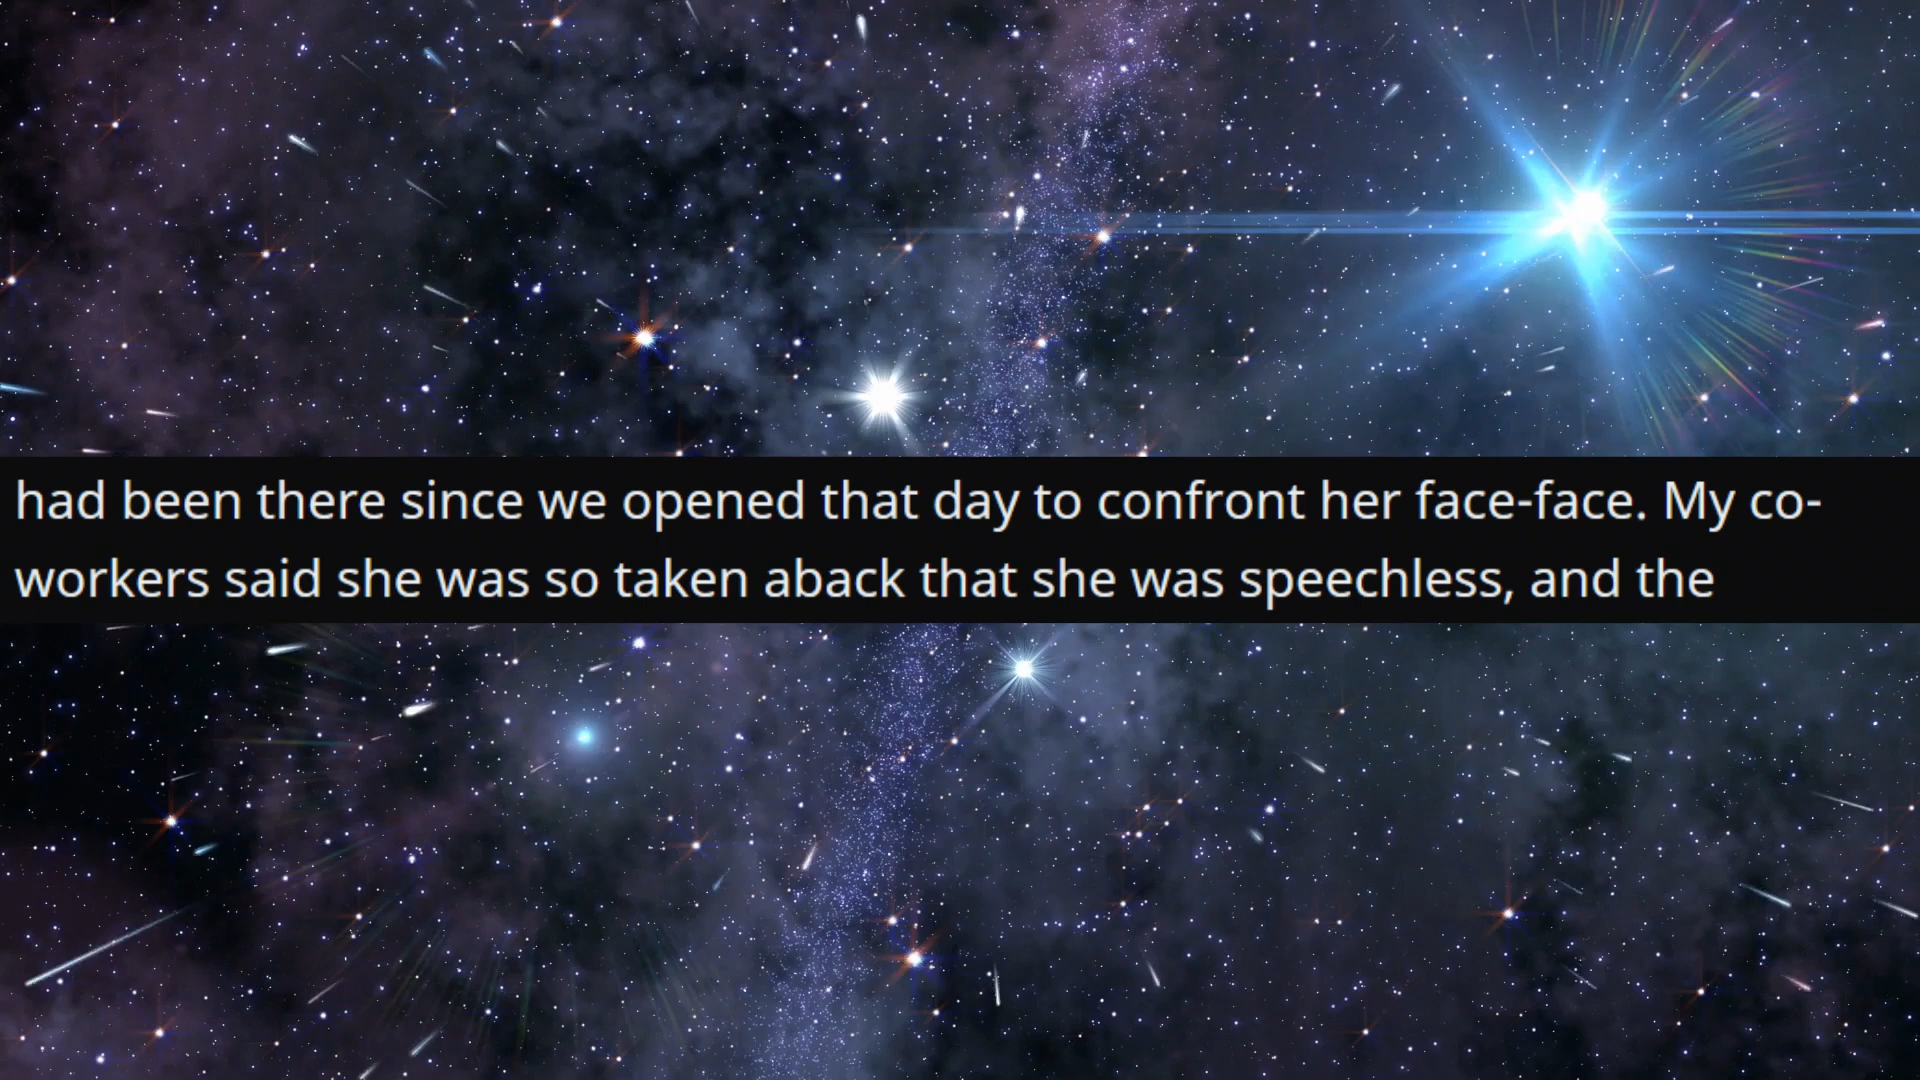 had been there since we opened that day to confront her face-face. My co-
workers said she was so taken aback that she was speechless, and the